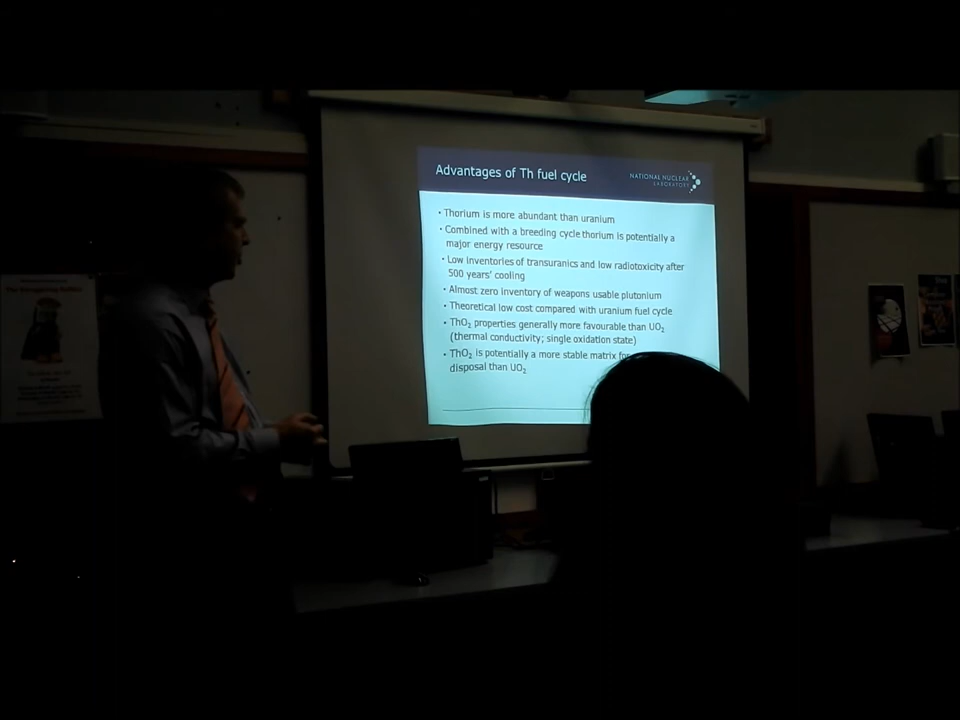 Advantages of Th fuel cycle
NATIONAL NUCLEAR
LABORATORY
• Thorium is more abundant than uranium
• Combined with a breeding cycle thorium is potentially a
major energy resource
• Low inventories of transuranics and low radiotoxicity after
500 years' cooling
• Almost zero inventory of weapons usable plutonium
• Theoretical low cost compared with uranium fuel cycle
• ThO₂ properties generally more favourable than UO₂
(thermal conductivity; single oxidation state)
• ThO₂ is potentially a more stable matrix for
disposal than UO₂